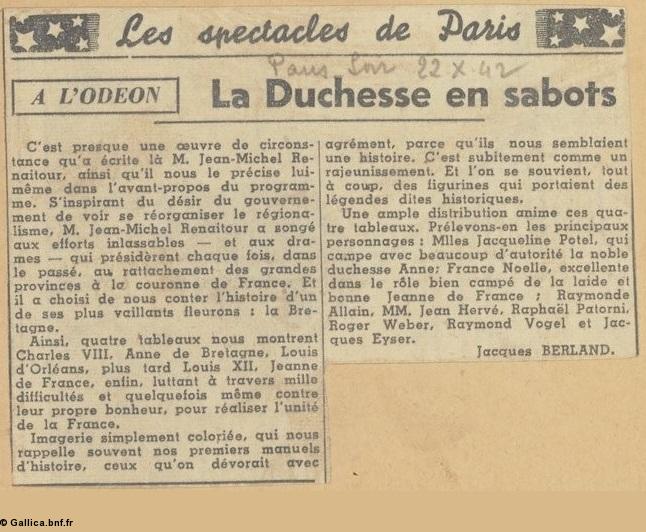 Les spectacles de Paris
Paris Soir 22 X 42
A L'ODEON
La Duchesse en sabots
C'est presque une œuvre de circons-
tance qu'a écrite là M. Jean-Michel Re-
naitour, ainsi qu'il nous le précise lui-
même dans l'avant-propos du program-
me. S'inspirant du désir du gouverne-
ment de voir se réorganiser le régiona-
lisme, M. Jean-Michel Renaitour a songé
aux efforts inlassables — et aux dra-
mes — qui présidèrent chaque fois, dans
le passé, au rattachement des grandes
provinces à la couronne de France. Et
il a choisi de nous conter l'histoire d'un
de ses plus vaillants fleurons : la Bre-
tagne.
Ainsi, quatre tableaux nous montrent
Charles VIII, Anne de Bretagne, Louis
d'Orléans, plus tard Louis XII, Jeanne
de France, enfin, luttant à travers mille
difficultés et quelquefois même contre
leur propre bonheur, pour réaliser l'unité
de la France.
Imagerie simplement coloriée, qui nous
rappelle souvent nos premiers manuels
d'histoire, ceux qu'on dévorait avec
agrément, parce qu'ils nous semblaient
une histoire. C'est subitement comme un
rajeunissement. Et l'on se souvient, tout
à coup, des figurines qui portaient des
légendes dites historiques.
Une ample distribution anime ces qua-
tre tableaux. Prélevons-en les principaux
personnages : Mlles Jacqueline Potel, qui
campe avec beaucoup d'autorité la noble
duchesse Anne; France Noelle, excellente
dans le rôle bien campé de la laide et
bonne Jeanne de France ; Raymonde
Allain, MM. Jean Hervé, Raphaël Patorni,
Roger Weber, Raymond Vogel et Jac-
ques Eyser.
Jacques BERLAND.
© Gallica.bnf.fr